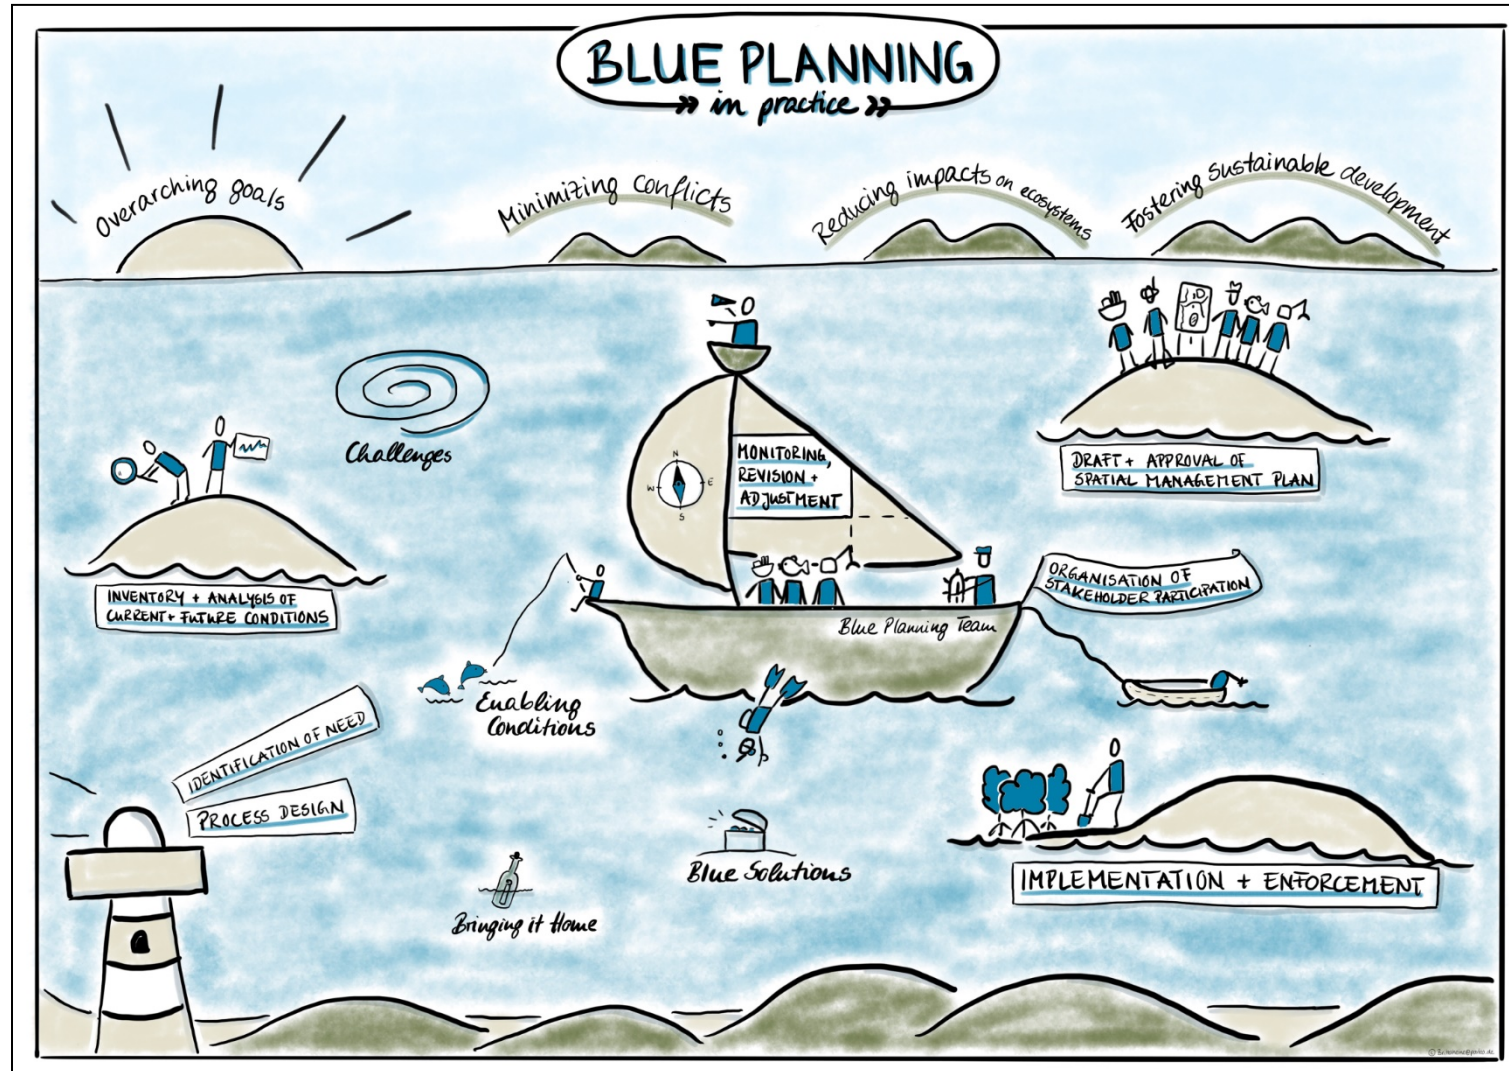 BLUE PLANNING
in practice
Overarching goals
Minimizing conflicts
Reducing impacts on ecosystems
Fostering sustainable development
Challenges
N
W
E
S
MONITORING,
REVISION +
ADJUSTMENT
DRAFT + APPROVAL OF
SPATIAL MANAGEMENT PLAN
INVENTORY + ANALYSIS OF
CURRENT + FUTURE CONDITIONS
ORGANISATION OF
STAKEHOLDER PARTICIPATION
Blue Planning Team
Enabling
Conditions
IDENTIFICATION OF NEED
PROCESS DESIGN
Blue Solutions
Bringing it Home
IMPLEMENTATION + ENFORCEMENT